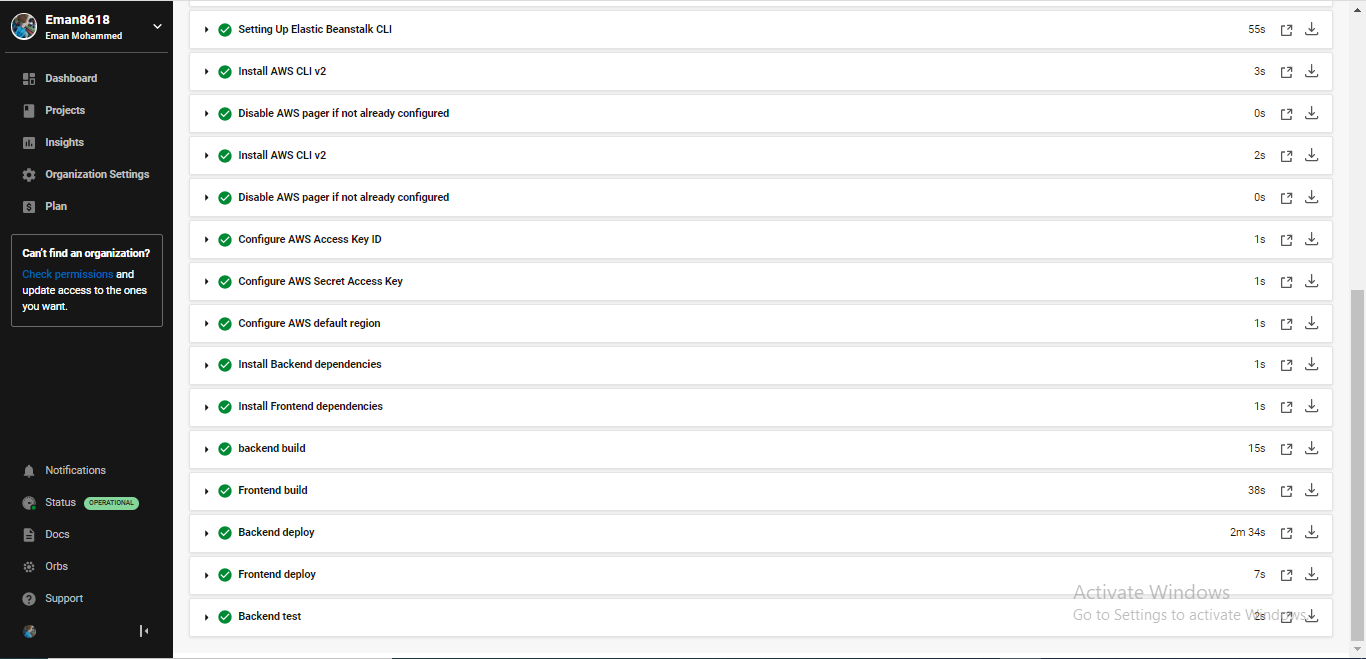 Eman8618
Eman Mohammed
Dashboard
Projects
Insights
Organization Settings
Plan
Can't find an organization?
Check permissions and
update access to the ones
you want.
Notifications
Status OPERATIONAL
Docs
Orbs
Support
Setting Up Elastic Beanstalk CLI 55s
Install AWS CLI v2 3s
Disable AWS pager if not already configured 0s
Install AWS CLI v2 2s
Disable AWS pager if not already configured 0s
Configure AWS Access Key ID 1s
Configure AWS Secret Access Key 1s
Configure AWS default region 1s
Install Backend dependencies 1s
Install Frontend dependencies 1s
backend build 15s
Frontend build 38s
Backend deploy 2m 34s
Frontend deploy 7s
Backend test 2s
Activate Windows
Go to Settings to activate Windows.